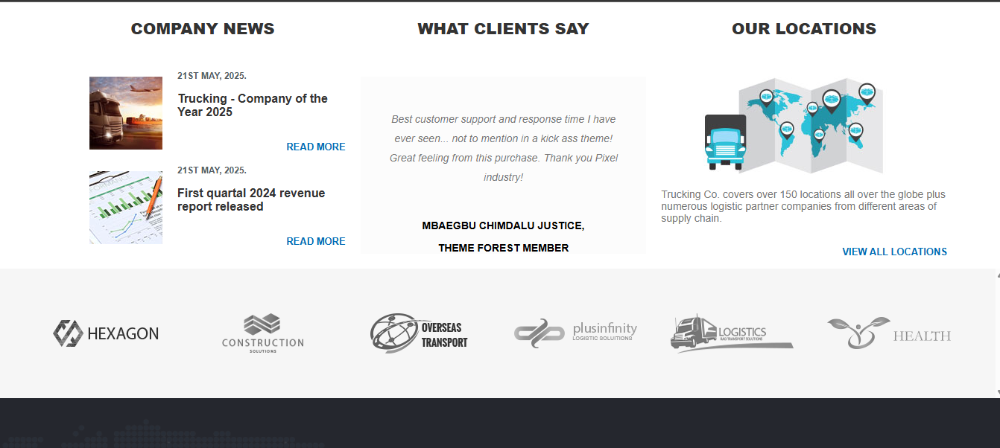 COMPANY NEWS
21ST MAY, 2025.
Trucking - Company of the
Year 2025
READ MORE
21ST MAY, 2025.
First quartal 2024 revenue
report released
READ MORE
WHAT CLIENTS SAY
Best customer support and response time I have
ever seen... not to mention in a kick ass theme!
Great feeling from this purchase. Thank you Pixel
industry!
MBAEGBU CHIMDALU JUSTICE,
THEME FOREST MEMBER
OUR LOCATIONS
Trucking Co. covers over 150 locations all over the globe plus
numerous logistic partner companies from different areas of
supply chain.
VIEW ALL LOCATIONS
HEXAGON
CONSTRUCTION
SOLUTIONS
OVERSEAS
TRANSPORT
plusinfinity
LOGISTIC SOLUITIONS
LOGISTICS
TRANSPORT SOLUTIONS
HEALTH